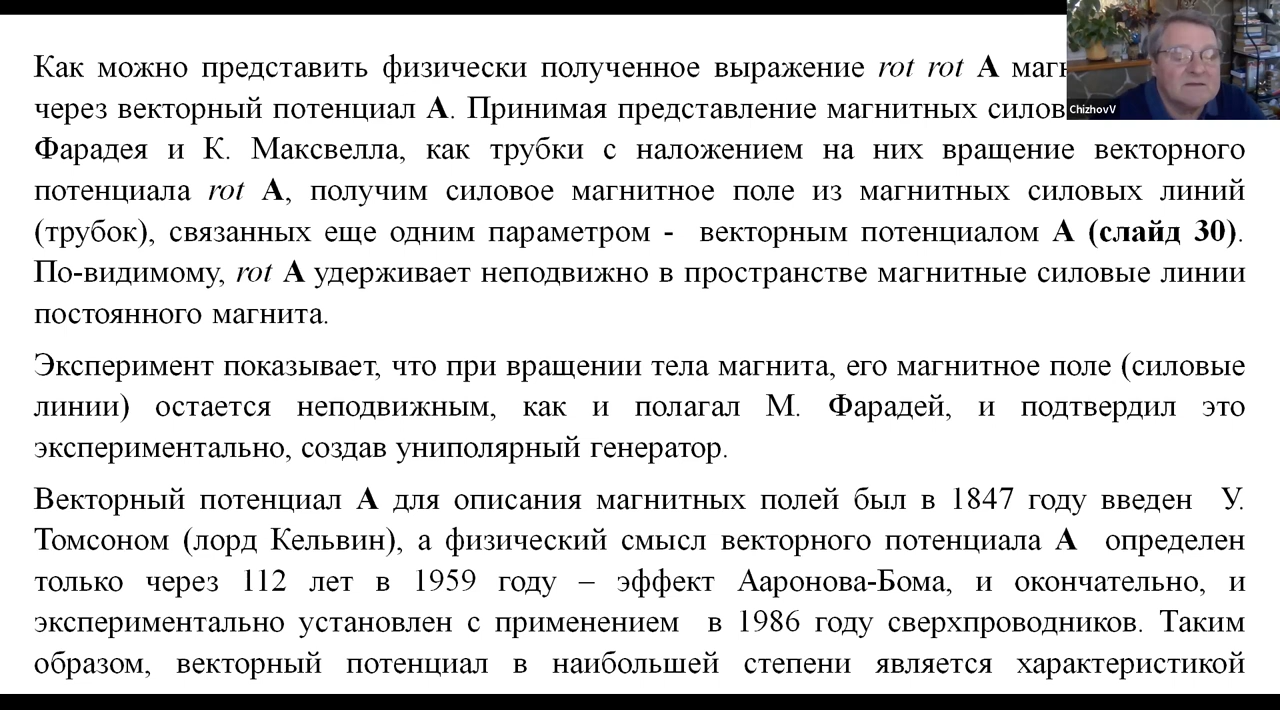 Как можно представить физически полученное выражение rot rot A
через векторный потенциал A. Принимая представление магнитных
Фарадея и К. Максвелла, как трубки с наложением на них вращение векторного
потенциала rot A, получим силовое магнитное поле из магнитных силовых линий
(трубок), связанных еще одним параметром - векторным потенциалом A (слайд 30).
По-видимому, rot A удерживает неподвижно в пространстве магнитные силовые линии
постоянного магнита.
Эксперимент показывает, что при вращении тела магнита, его магнитное поле (силовые
линии) остается неподвижным, как и полагал М. Фарадей, и подтвердил это
экспериментально, создав униполярный генератор.
Векторный потенциал A для описания магнитных полей был в 1847 году введен У.
Томсоном (лорд Кельвин), а физический смысл векторного потенциала A определен
только через 112 лет в 1959 году – эффект Ааронова-Бома, и окончательно, и
экспериментально установлен с применением в 1986 году сверхпроводников. Таким
образом, векторный потенциал в наибольшей степени является характеристикой
ChizhovV